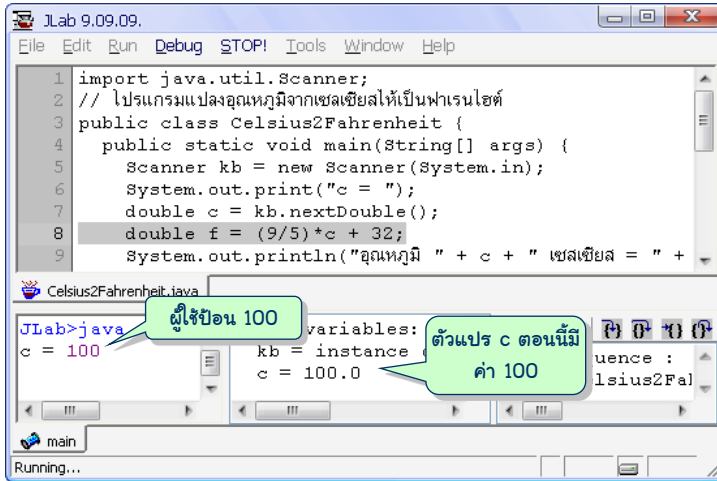 JLab 9.09.09.
File Edit Run Debug STOP! Tools Window Help
1 import java.util.Scanner;
2 // โปรแกรมแปลงอุณหภูมิจากเซลเซียสให้เป็นฟาเรนไฮต์
3 public class Celsius2Fahrenheit {
4 public static void main(String[] args) {
5 Scanner kb = new Scanner(System.in);
6 System.out.print("c = ");
7 double c = kb.nextDouble();
8 double f = (9/5)*c + 32;
9 System.out.println("อุณหภูมิ " + c + " เซสเซียส = " +
Celsius2Fahrenheit.java
ผู้ใช้ป้อน 100
JLab>java
c = 100
variables:
kb = instance
c = 100.0
ตัวแปร c ตอนนี้มี
ค่า 100
uence :
lsius2Fa
main
Running...